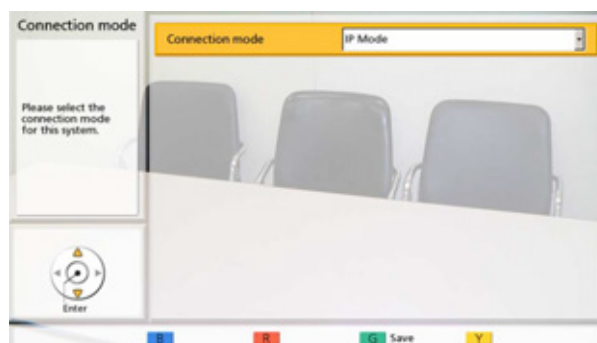 Connection mode
Connection mode IP Mode
Please select the
connection mode
for this system.
Enter
B R G Save Y